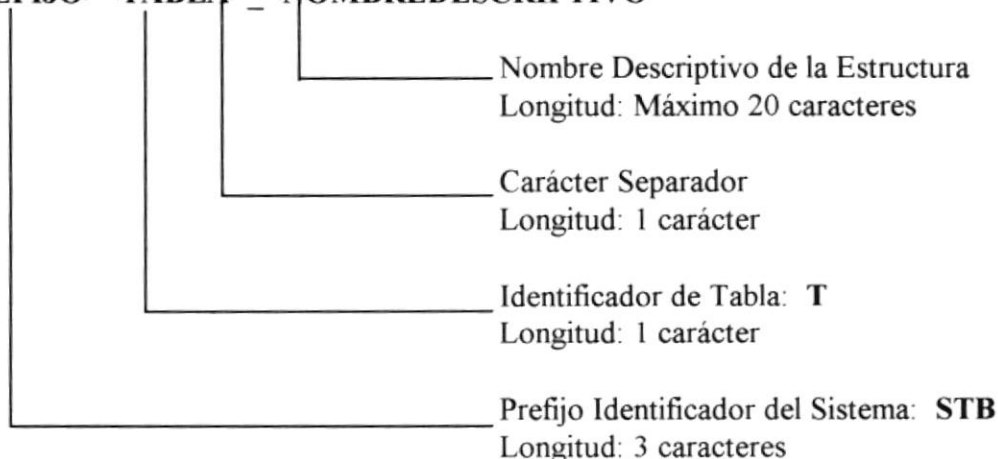 Nombre Descriptivo de la Estructura
Longitud: Máximo 20 caracteres
Carácter Separador
Longitud: 1 carácter
Identificador de Tabla: T
Longitud: 1 carácter
Prefijo Identificador del Sistema: STB
Longitud: 3 caracteres